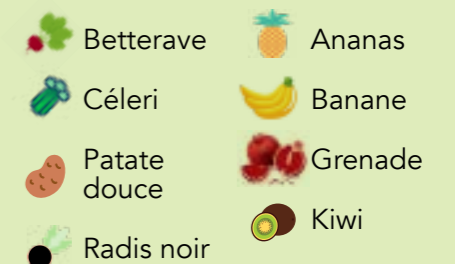 Betterave
Céleri
Patate
douce
Radis noir
Ananas
Banane
Grenade
Kiwi